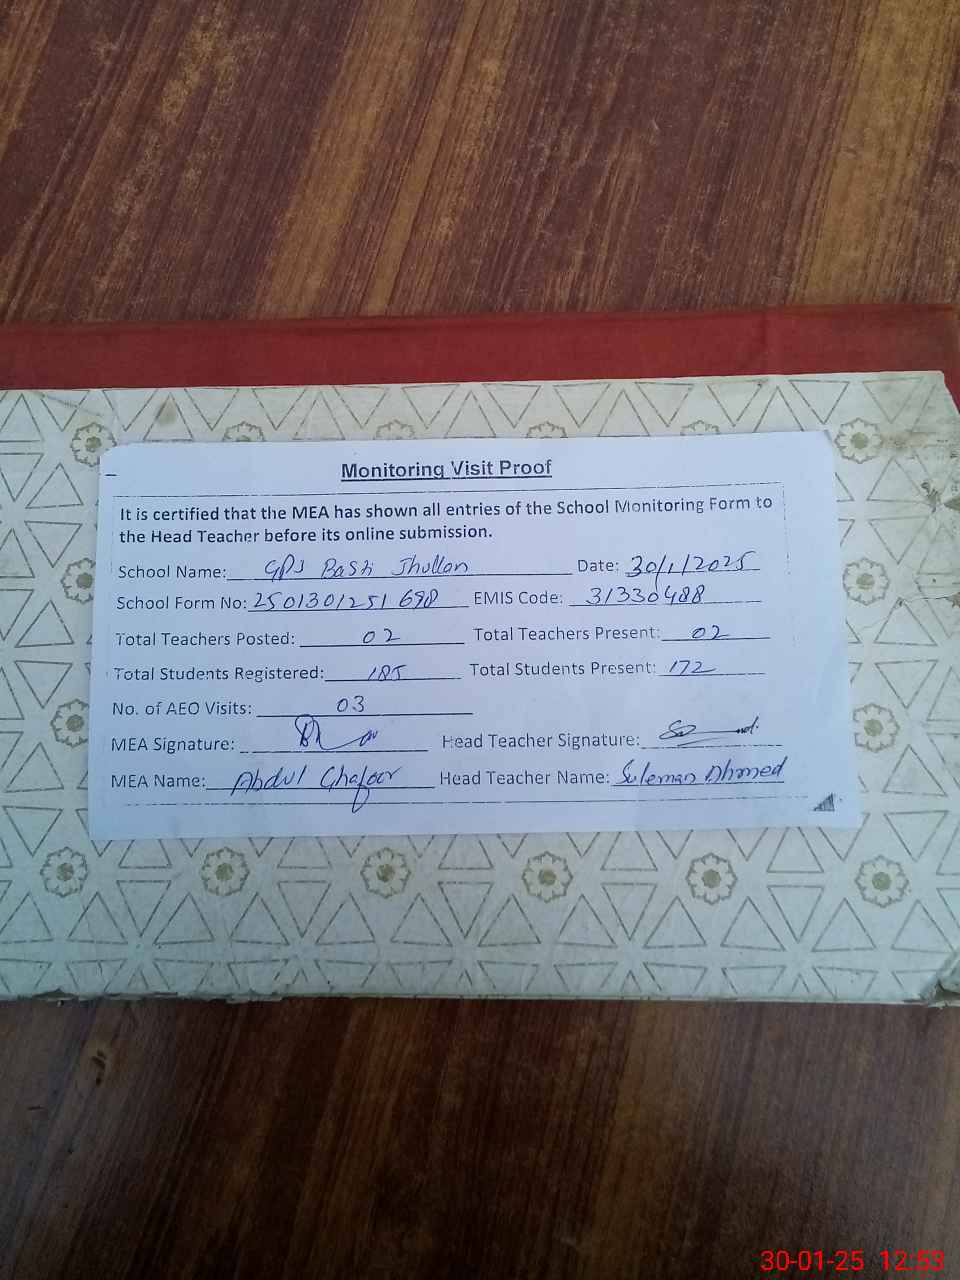 Monitoring Visit Proof
It is certified that the MEA has shown all entries of the School Monitoring Form to
the Head Teacher before its online submission.
School Name: GPS Basti Jhullan Date: 30/1/2025
School Form No: 2501301251690 EMIS Code: 31330488
Total Teachers Posted: 02 Total Teachers Present: 02
Total Students Registered: 185 Total Students Present: 172
No. of AEO Visits: 03
MEA Signature: Head Teacher Signature:
MEA Name: Abdul Ghafoor Head Teacher Name: Suleman Ahmed
30-01-25 12:53